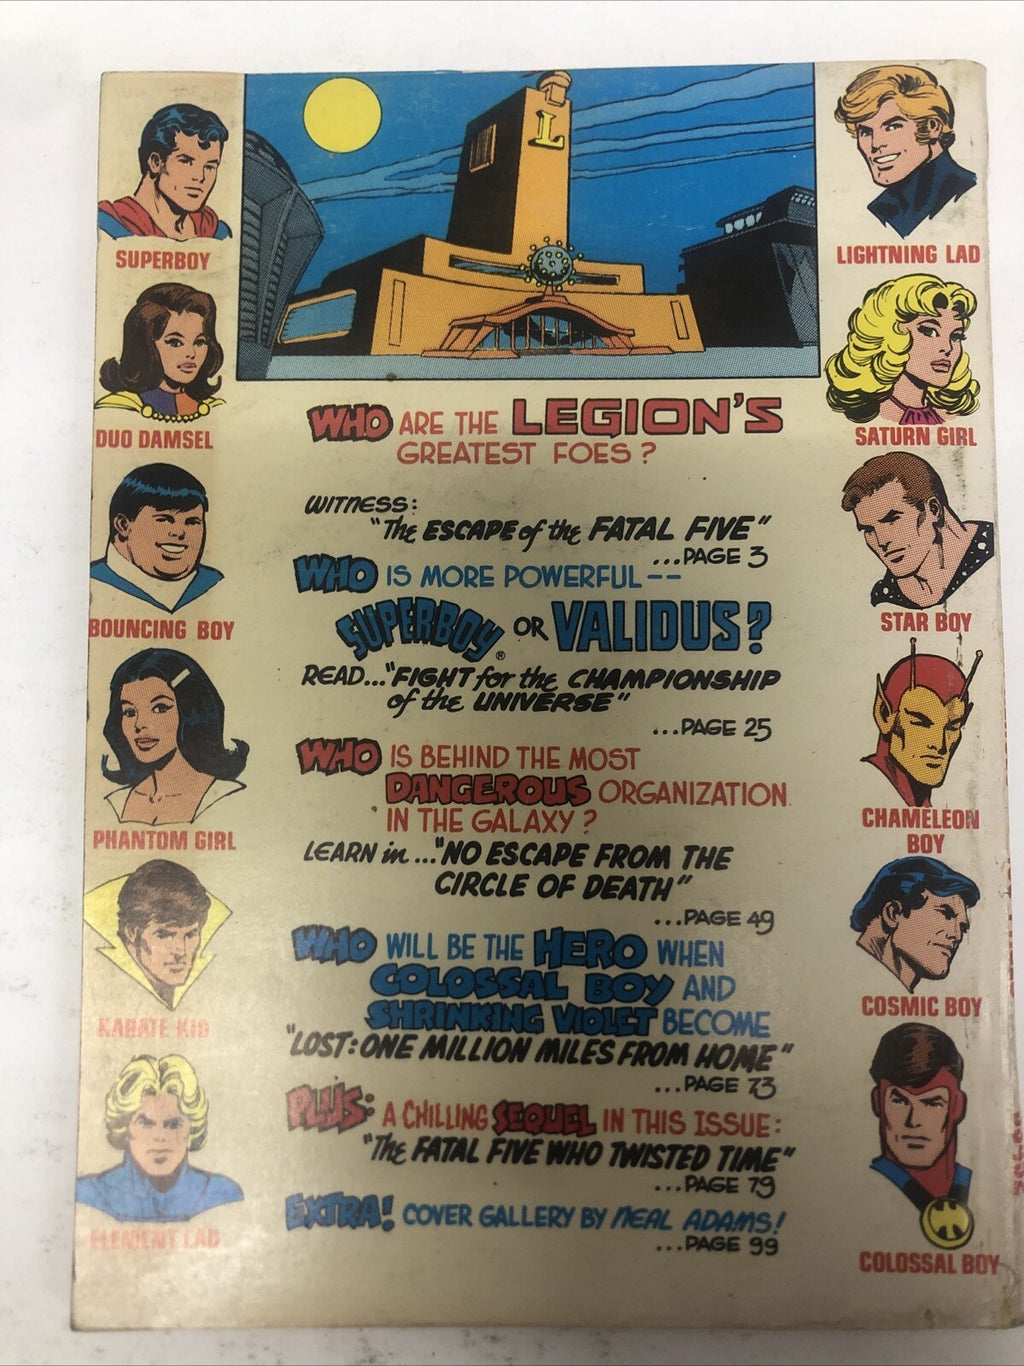 L
SUPERBOY
DUO DAMSEL
BOUNCING BOY
PHANTOM GIRL
KARATE KID
ELEMENT LAD
WHO ARE THE LEGION'S
GREATEST FOES?
WITNESS:
"The ESCAPE of the FATAL FIVE"
...PAGE 3
WHO IS MORE POWERFUL--
SUPERBOY® OR VALIDUS?
READ..."FIGHT for the CHAMPIONSHIP
of the UNIVERSE"
...PAGE 25
WHO IS BEHIND THE MOST
DANGEROUS ORGANIZATION
IN THE GALAXY?
LEARN in..."NO ESCAPE FROM THE
CIRCLE OF DEATH"
...PAGE 49
WHO WILL BE THE HERO WHEN
COLOSSAL BOY AND
SHRINKING VIOLET BECOME
"LOST: ONE MILLION MILES FROM HOME"
...PAGE 73
PLUS: A CHILLING SEQUEL IN THIS ISSUE:
"The FATAL FIVE WHO TWISTED TIME"
...PAGE 79
EXTRA! COVER GALLERY BY NEAL ADAMS!
...PAGE 99
LIGHTNING LAD
SATURN GIRL
STAR BOY
CHAMELEON
BOY
COSMIC BOY
COLOSSAL BOY